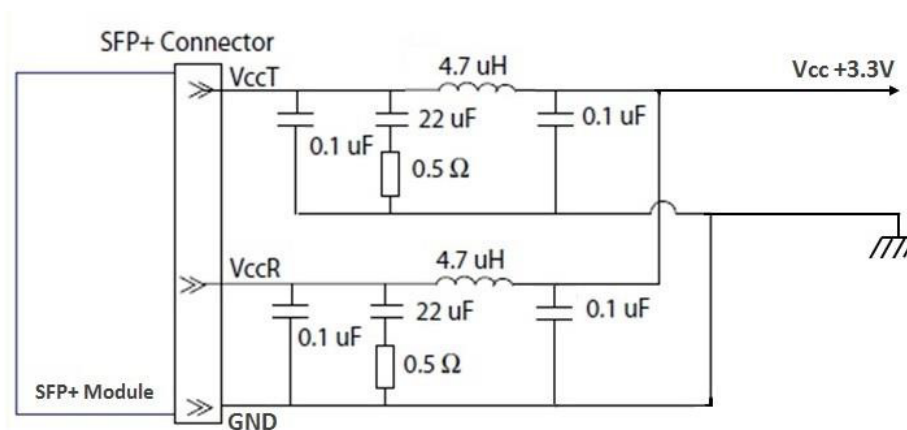 SFP+ Connector
VccT
4.7 uH
Vcc +3.3V
0.1 uF
22 uF
0.1 uF
0.5 Ω
VccR
4.7 uH
0.1 uF
22 uF
0.1 uF
0.5 Ω
SFP+ Module
GND